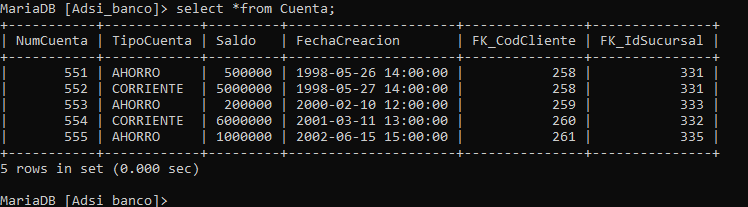 MariaDB [Adsi_banco]> select *from Cuenta;
+-----------+------------+---------+---------------------+---------------+---------------+
| NumCuenta | TipoCuenta | Saldo   | FechaCreacion       | FK_CodCliente | FK_IdSucursal |
+-----------+------------+---------+---------------------+---------------+---------------+
|       551 | AHORRO     |  500000 | 1998-05-26 14:00:00 |           258 |           331 |
|       552 | CORRIENTE  | 5000000 | 1998-05-27 14:00:00 |           258 |           331 |
|       553 | AHORRO     |  200000 | 2000-02-10 12:00:00 |           259 |           333 |
|       554 | CORRIENTE  | 6000000 | 2001-03-11 13:00:00 |           260 |           332 |
|       555 | AHORRO     | 1000000 | 2002-06-15 15:00:00 |           261 |           335 |
+-----------+------------+---------+---------------------+---------------+---------------+
5 rows in set (0.000 sec)
MariaDB [Adsi_banco]>